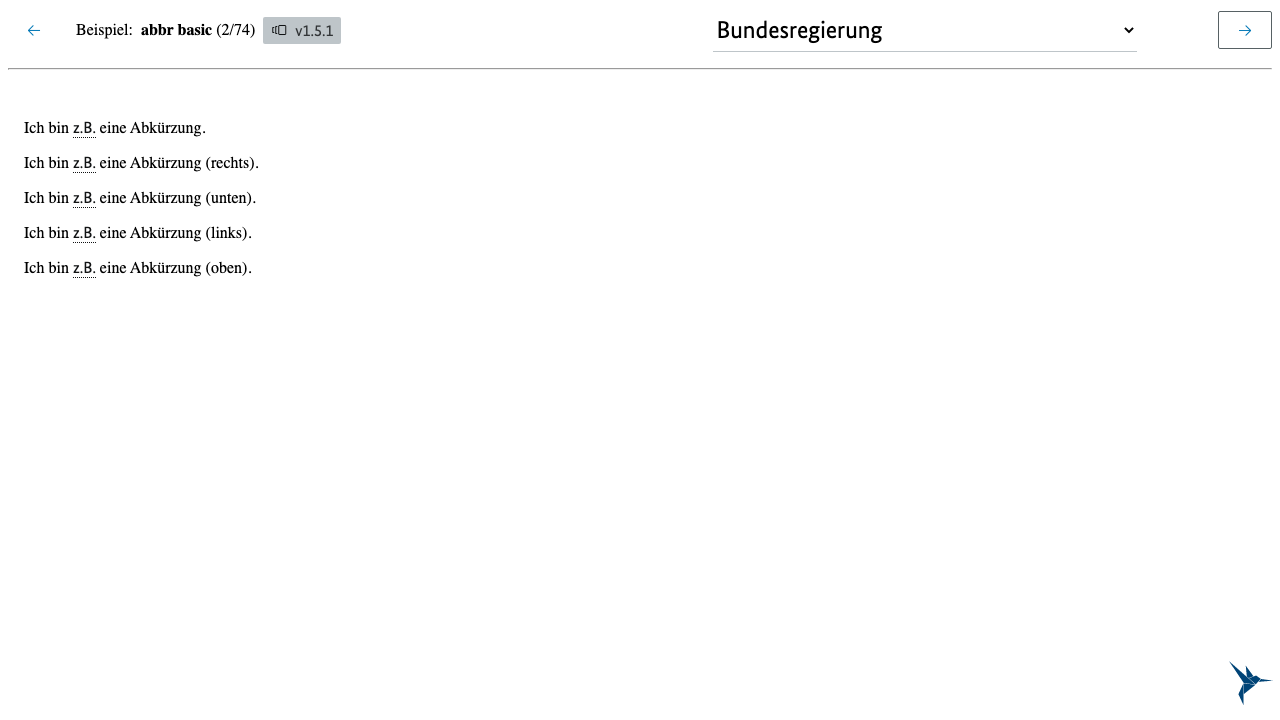 Beispiel: abbr basic (2/74) v1.5.1 Bundesregierung
Ich bin z.B. eine Abkürzung.
Ich bin z.B. eine Abkürzung (rechts).
Ich bin z.B. eine Abkürzung (unten).
Ich bin z.B. eine Abkürzung (links).
Ich bin z.B. eine Abkürzung (oben).